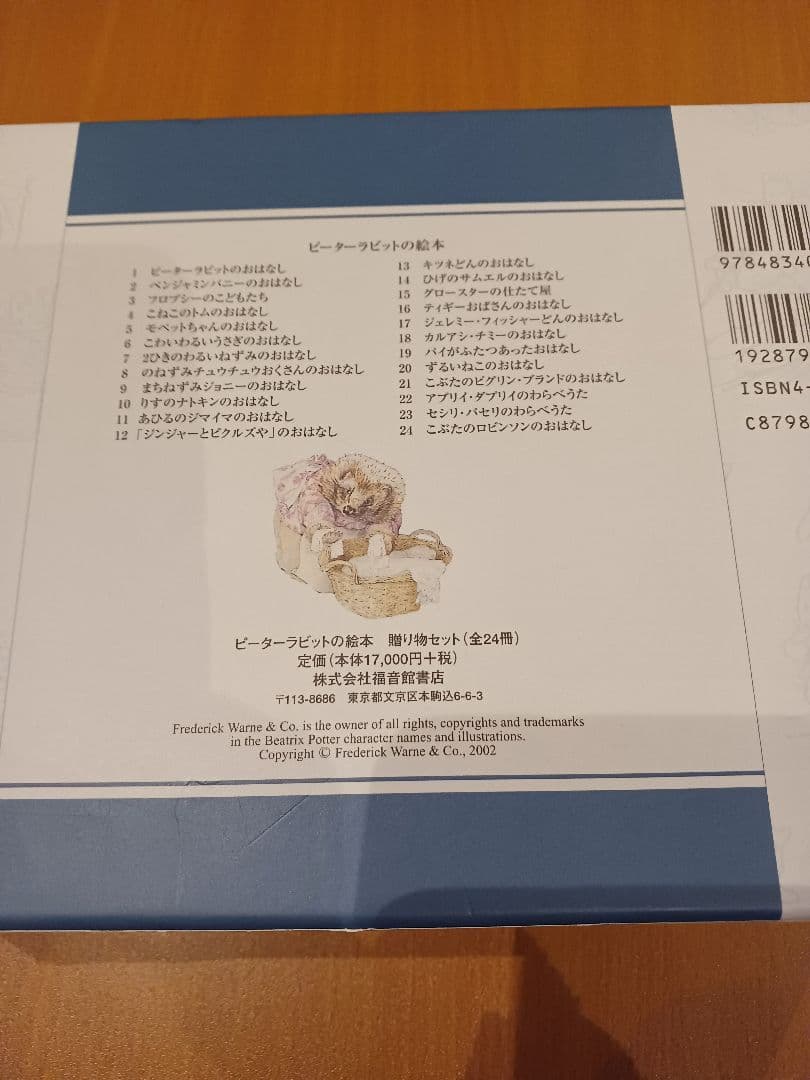 ピーターラビットの絵本
1 ピーターラビットのおはなし
2 ベンジャミンバニーのおはなし
3 フロプシーのこどもたち
4 こねこのトムのおはなし
5 モペットちゃんのおはなし
6 こわいわるいうさぎのおはなし
7 2ひきのわるいねずみのおはなし
8 のねずみチュウチュウおくさんのおはなし
9 まちねずみジョニーのおはなし
10 りすのナトキンのおはなし
11 あひるのジマイマのおはなし
12 「ジンジャーとピクルズや」のおはなし
13 キツネどんのおはなし
14 ひげのサムエルのおはなし
15 グロースターの仕たて屋
16 ティギーおばさんのおはなし
17 ジェレミー・フィッシャーどんのおはなし
18 カルアシ・チミーのおはなし
19 パイがふたつあったおはなし
20 ずるいねこのおはなし
21 こぶたのピグリン・ブランドのおはなし
22 アプリイ・ダプリイのわらべうた
23 セシリ・パセリのわらべうた
24 こぶたのロビンソンのおはなし
ピーターラビットの絵本 贈り物セット(全24冊)
定価(本体17,000円+税)
株式会社福音館書店
〒113-8686 東京都文京区本駒込6-6-3
Frederick Warne & Co. is the owner of all rights, copyrights and trademarks
in the Beatrix Potter character names and illustrations.
Copyright © Frederick Warne & Co., 2002
9784834
192879
ISBN4-
C8798